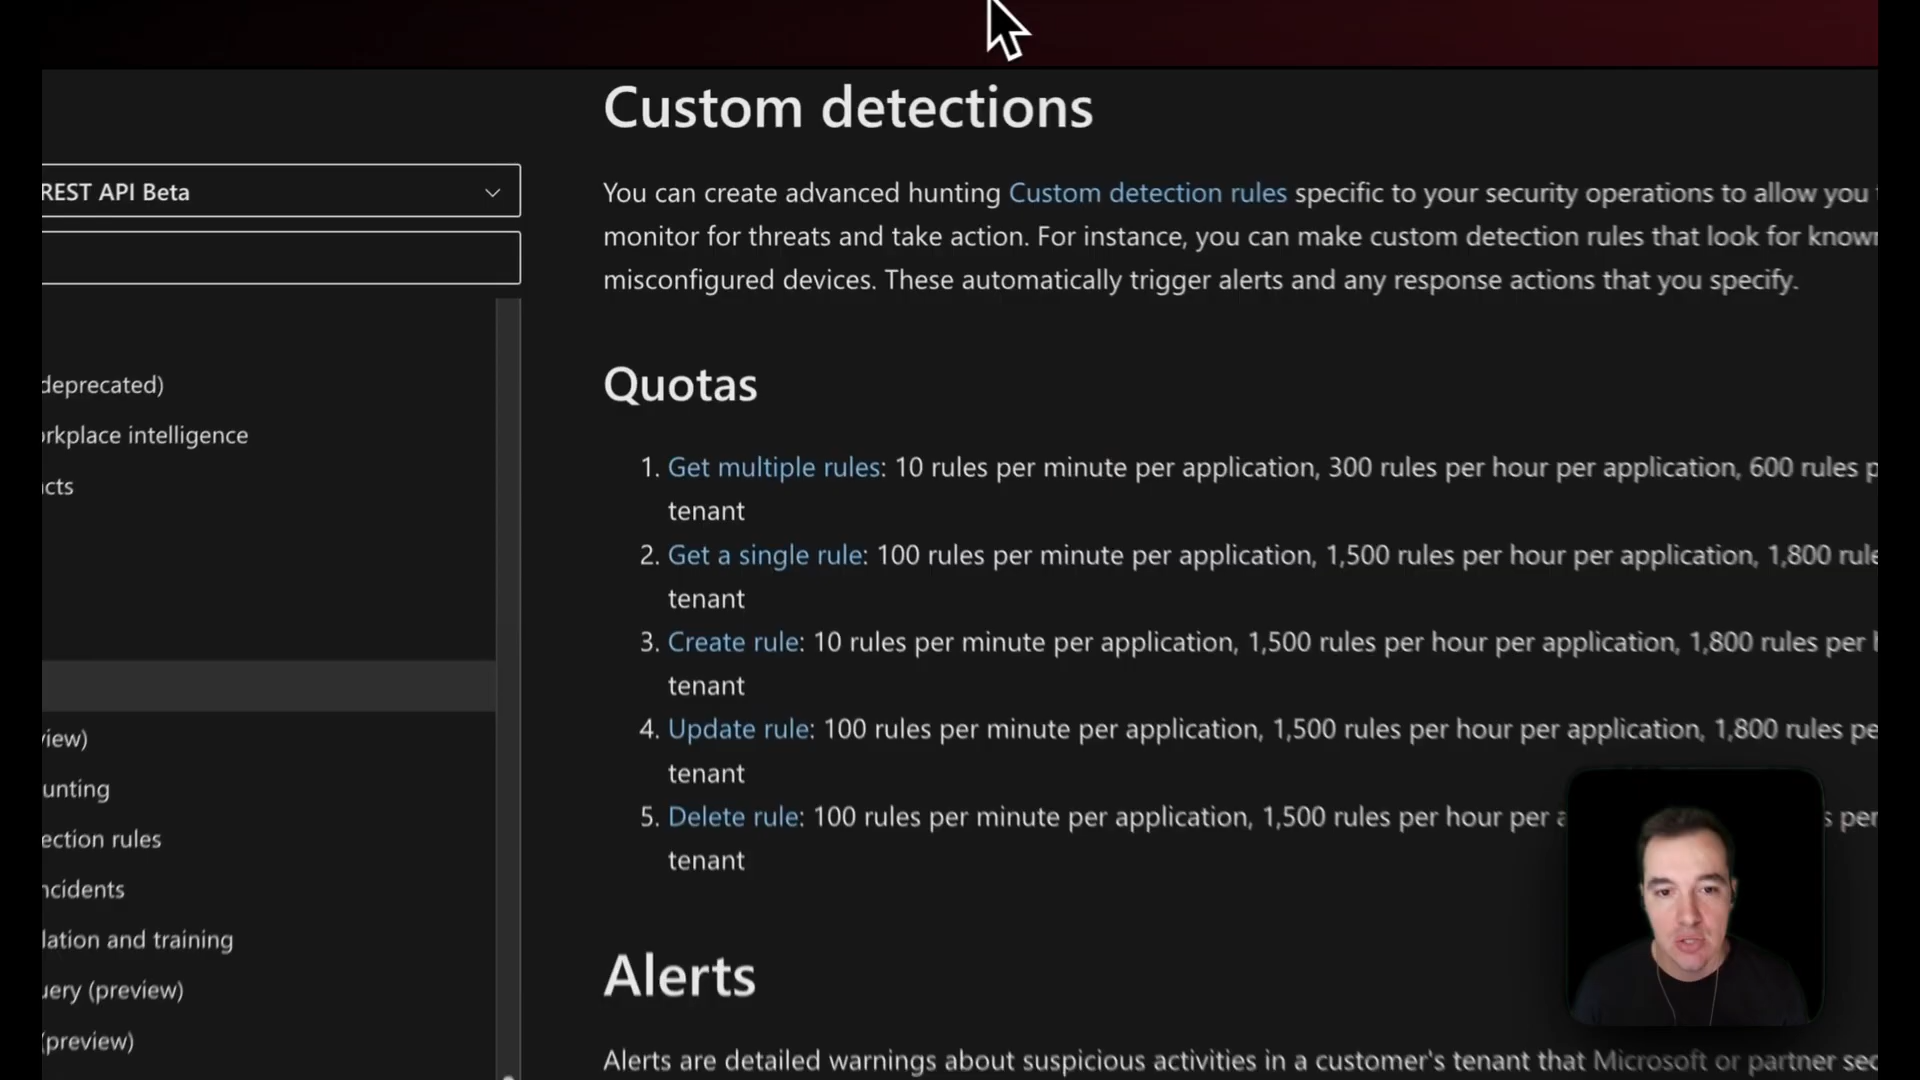 Custom detections
REST API Beta
You can create advanced hunting Custom detection rules specific to your security operations to allow you
monitor for threats and take action. For instance, you can make custom detection rules that look for known
misconfigured devices. These automatically trigger alerts and any response actions that you specify.
deprecated)
rkplace intelligence
cts
Quotas
1. Get multiple rules: 10 rules per minute per application, 300 rules per hour per application, 600 rules p
tenant
2. Get a single rule: 100 rules per minute per application, 1,500 rules per hour per application, 1,800 rule
tenant
3. Create rule: 10 rules per minute per application, 1,500 rules per hour per application, 1,800 rules per h
tenant
4. Update rule: 100 rules per minute per application, 1,500 rules per hour per application, 1,800 rules pe
tenant
5. Delete rule: 100 rules per minute per application, 1,500 rules per hour per a s per
tenant
view)
unting
ection rules
ncidents
lation and training
uery (preview)
(preview)
Alerts
Alerts are detailed warnings about suspicious activities in a customer's tenant that Microsoft or partner sec